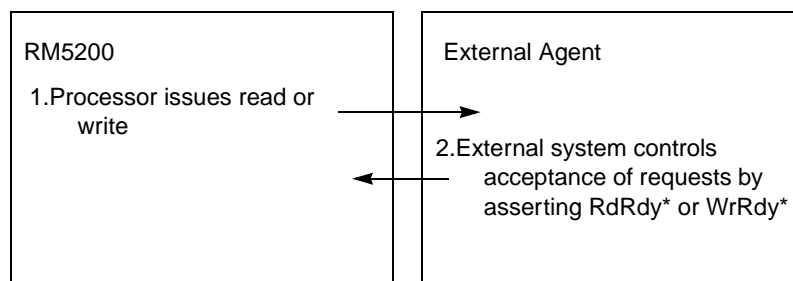 RM5200
1.Processor issues read or
write
External Agent
2.External system controls
acceptance of requests by
asserting RdRdy* or WrRdy*